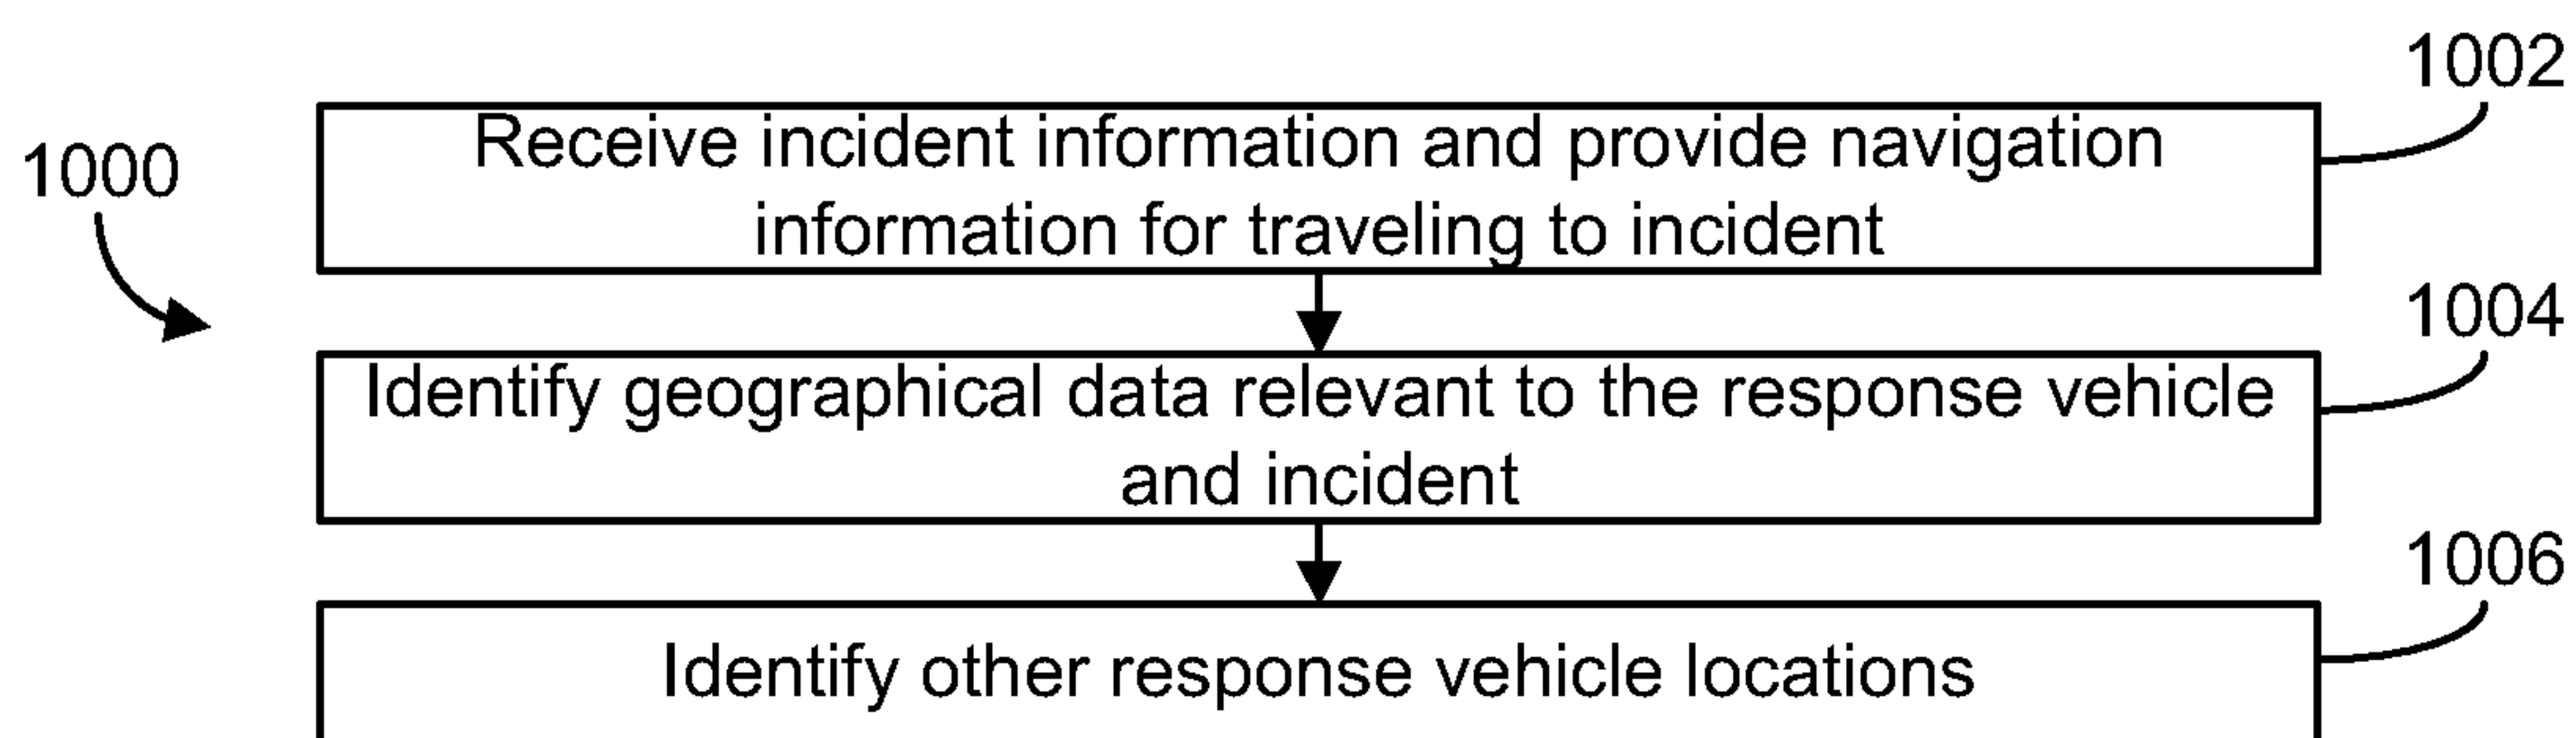 1002
1000
Receive incident information and provide navigation
information for traveling to incident
1004
Identify geographical data relevant to the response vehicle
and incident
1006
Identify other response vehicle locations